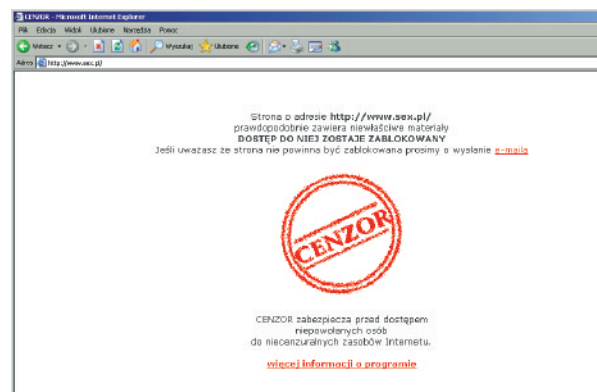 CENZOR - Microsoft Internet Explorer
Plik Edycja Widok Ulubione Narzędzia Pomoc
Wstecz Wyszukaj Ulubione
Adres http://www.sex.pl/
Strona o adresie http://www.sex.pl/
prawdopodobnie zawiera niewłaściwe materiały
DOSTĘP DO NIEJ ZOSTAJE ZABLOKOWANY
Jeśli uważasz że strona nie powinna być zablokowana prosimy o wysłanie e-maila
CENZOR
CENZOR zabezpiecza przed dostępem
niepowołanych osób
do niecenzuralnych zasobów Internetu.
więcej informacji o programie